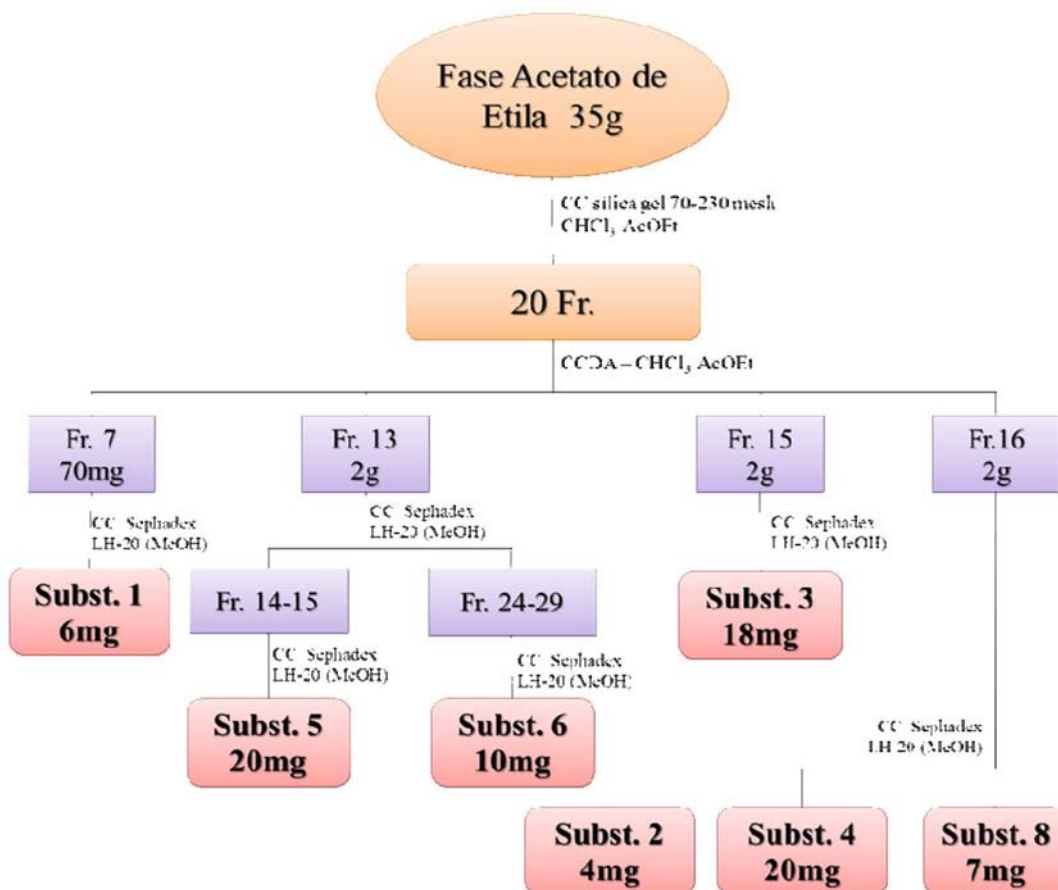 Fase Acetato de
Etila 35g
CC silica gel 70-230 mesh
CHCl₃ AcOEt
20 Fr.
CCDA – CHCl₃ AcOEt
Fr. 7
70mg
Fr. 13
2g
Fr. 15
2g
Fr.16
2g
CC Sephadex
LH-20 (MeOH)
CC Sephadex
LH-20 (MeOH)
CC Sephadex
LH-20 (MeOH)
Subst. 1
6mg
Fr. 14-15
Fr. 24-29
Subst. 3
18mg
CC Sephadex
LH-20 (MeOH)
CC Sephadex
LH-20 (MeOH)
Subst. 5
20mg
Subst. 6
10mg
CC Sephadex
LH-20 (MeOH)
Subst. 2
4mg
Subst. 4
20mg
Subst. 8
7mg